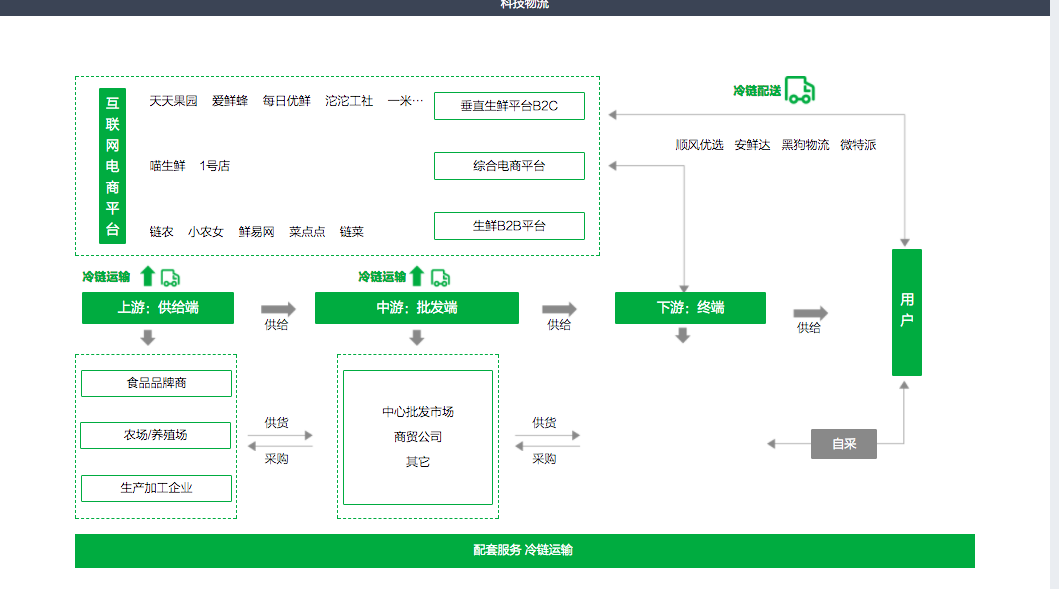 科技物流
冷链配送
天天果园 爱鲜蜂 每日优鲜 沱沱工社 一米…
垂直生鲜平台B2C
互联网电商平台
顺风优选 安鲜达 黑狗物流 微特派
喵生鲜 1号店
综合电商平台
链农 小农女 鲜易网 菜点点 链菜
生鲜B2B平台
冷链运输
冷链运输
上游：供给端
供给
中游：批发端
供给
下游：终端
供给
用户
食品品牌商
农场/养殖场
生产加工企业
供货
采购
中心批发市场
商贸公司
其它
供货
采购
自来
配套服务 冷链运输